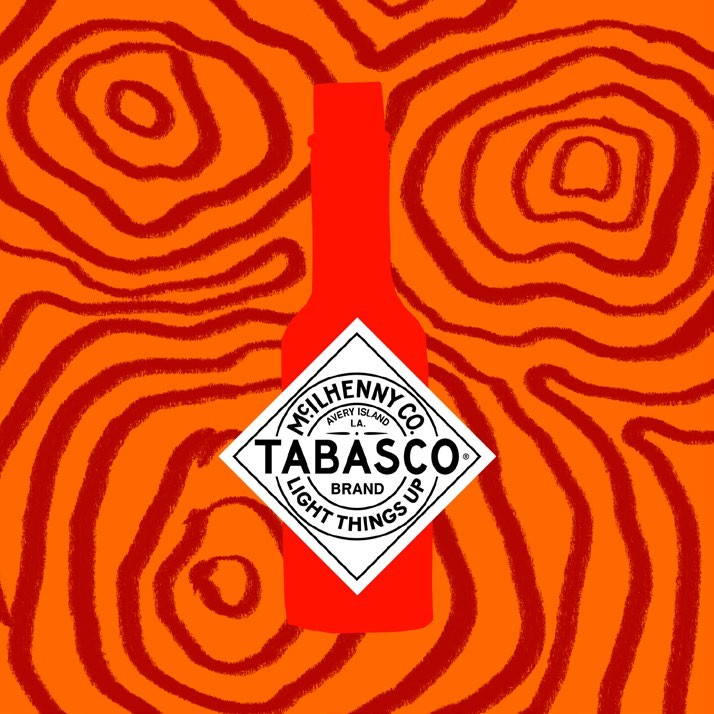 McILHENNY CO.
AVERY ISLAND
LA.
TABASCO®
BRAND
LIGHT THINGS UP